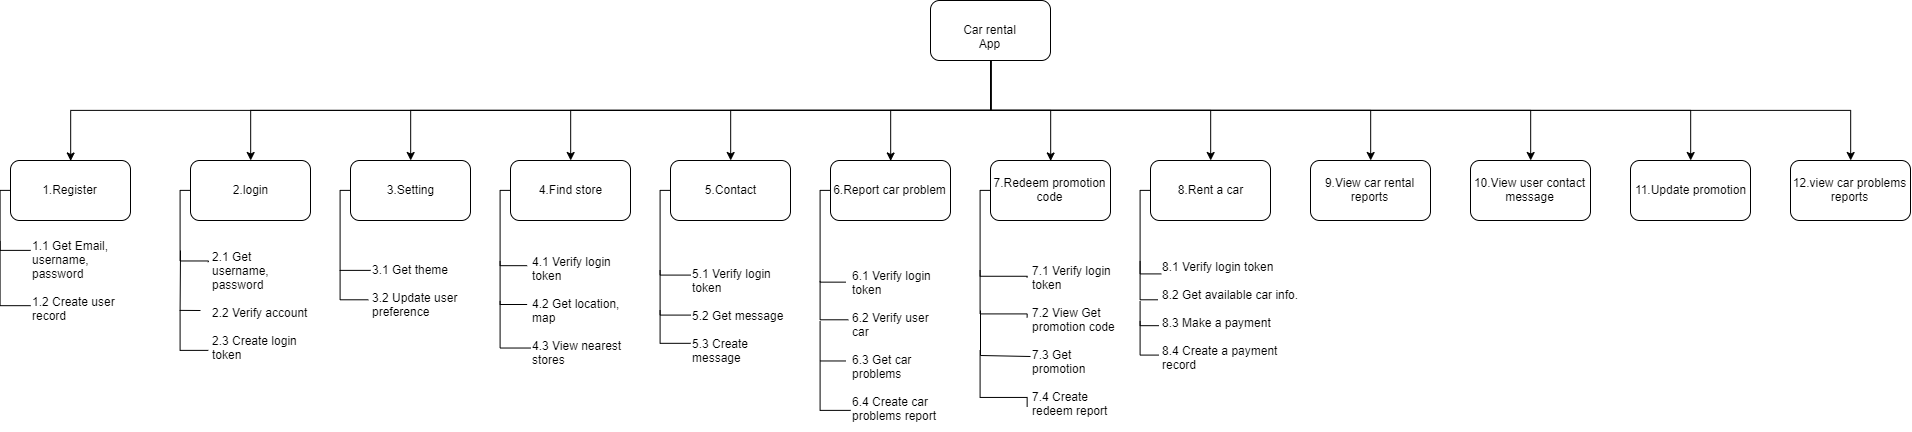 Car rental
App
1.Register
2.login
3.Setting
4.Find store
5.Contact
6.Report car problem
7.Redeem promotion
code
8.Rent a car
9.View car rental
reports
10.View user contact
message
11.Update promotion
12.view car problems
reports
1.1 Get Email,
username,
password
1.2 Create user
record
2.1 Get
username,
password
2.2 Verify account
2.3 Create login
token
3.1 Get theme
3.2 Update user
preference
4.1 Verify login
token
4.2 Get location,
map
4.3 View nearest
stores
5.1 Verify login
token
5.2 Get message
5.3 Create
message
6.1 Verify login
token
6.2 Verify user
car
6.3 Get car
problems
6.4 Create car
problems report
7.1 Verify login
token
7.2 View Get
promotion code
7.3 Get
promotion
7.4 Create
redeem report
8.1 Verify login token
8.2 Get available car info.
8.3 Make a payment
8.4 Create a payment
record